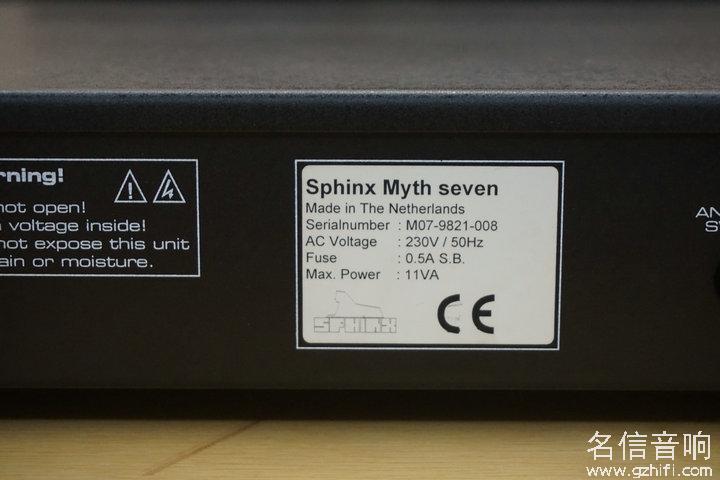 rning!
not open!
voltage inside!
not expose this unit
ain or moisture.
Sphinx Myth seven
Made in The Netherlands
Serialnumber : M07-9821-008
AC Voltage : 230V / 50Hz
Fuse : 0.5A S.B.
Max. Power : 11VA
SPHINX
CE
AN
S
名信音响
www.gzhifi.com